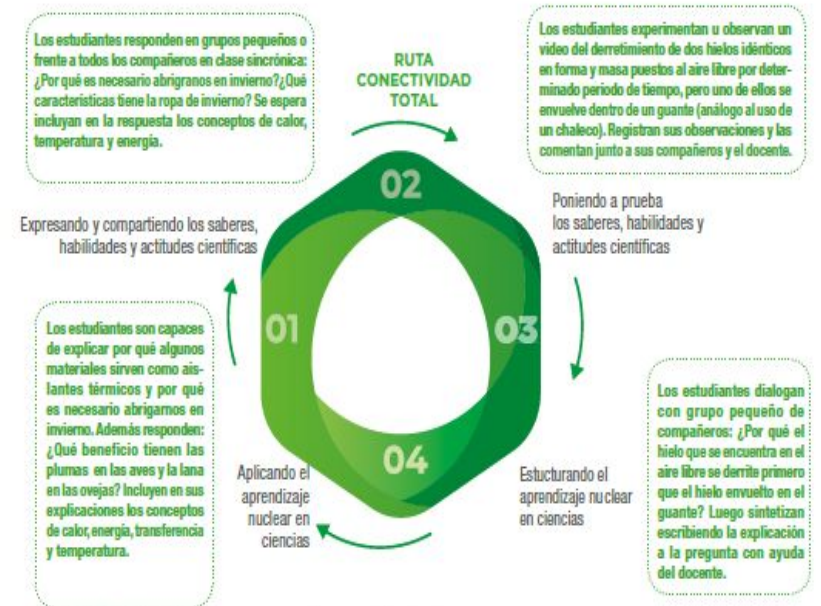 Los estudiantes responden en grupos pequeños o
frente a todos los compañeros en clase sincrónica:
¿Por qué es necesario abrigranos en invierno?¿Qué
características tiene la ropa de invierno? Se espera
incluyan en la respuesta los conceptos de calor,
temperatura y energía.
RUTA
CONECTIVIDAD
TOTAL
Los estudiantes experimentan u observan un
video del derretimiento de dos hielos idénticos
en forma y masa puestos al aire libre por deter-
minado periodo de tiempo, pero uno de ellos se
envuelve dentro de un guante (análogo al uso de
un chaleco). Registran sus observaciones y las
comentan junto a sus compañeros y el docente.
02
Expresando y compartiendo los saberes,
habilidades y actitudes científicas
Poniendo a prueba
los saberes, habilidades y
actitudes científicas
01
03
Los estudiantes son capaces
de explicar por qué algunos
materiales sirven como ais-
lantes térmicos y por qué
es necesario abrigarnos en
invierno. Además responden:
¿Qué beneficio tienen las
plumas en las aves y la lana
en las ovejas? Incluyen en sus
explicaciones los conceptos
de calor, energía, transferencia
y temperatura.
04
Aplicando el
aprendizaje
nuclear en
ciencias
Estucturando el
aprendizaje nuclear
en ciencias
Los estudiantes dialogan
con grupo pequeño de
compañeros: ¿Por qué el
hielo que se encuentra en el
aire libre se derrite primero
que el hielo envuelto en el
guante? Luego sintetizan
escribiendo la explicación
a la pregunta con ayuda
del docente.